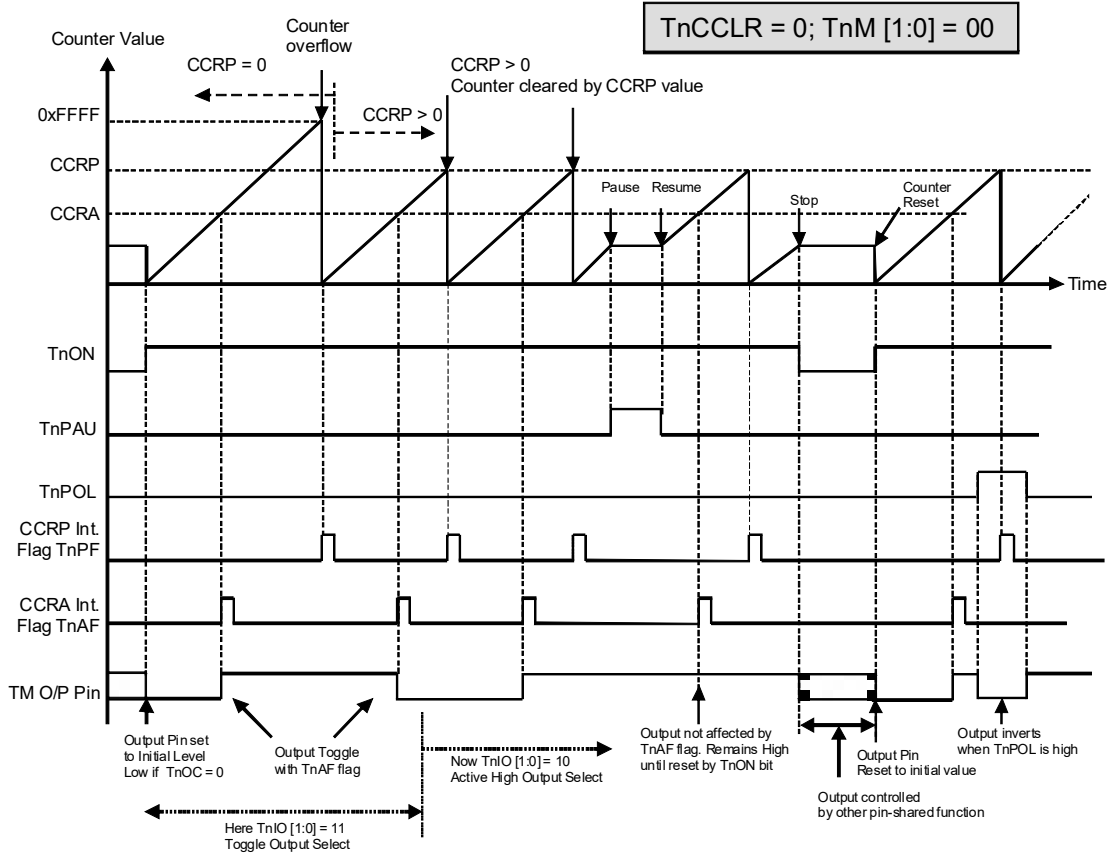 TnCCLR = 0; TnM [1:0] = 00
Counter Value
Counter
overflow
CCRP = 0
CCRP > 0
CCRP > 0
Counter cleared by CCRP value
0xFFFF
CCRP
CCRA
Pause
Resume
Stop
Counter
Reset
Time
TnON
TnPAU
TnPOL
CCRP Int.
Flag TnPF
CCRA Int.
Flag TnAF
TM O/P Pin
Output Pin set
to Initial Level
Low if TnOC = 0
Output Toggle
with TnAF flag
Now TnIO [1:0] = 10
Active High Output Select
Output not affected by
TnAF flag. Remains High
until reset by TnON bit
Output Pin
Reset to initial value
Output inverts
when TnPOL is high
Output controlled
by other pin-shared function
Here TnIO [1:0] = 11
Toggle Output Select